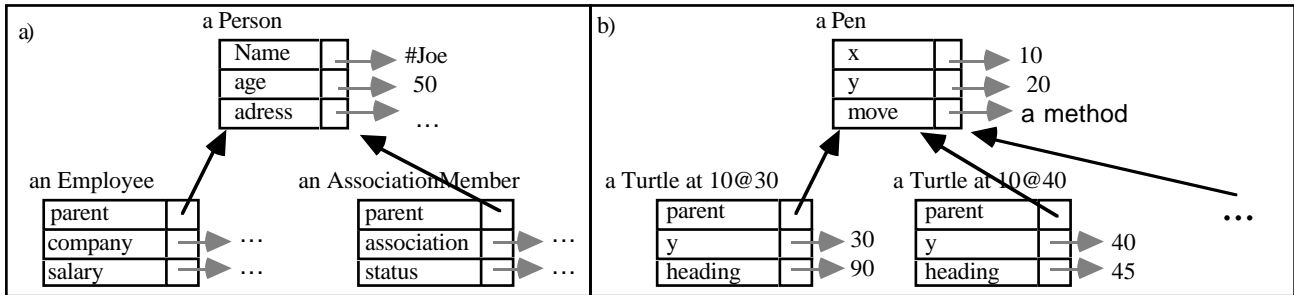 a)
a Person
Name
#Joe
age
50
adress
…
an Employee
parent
company
…
salary
…
an AssociationMember
parent
association
…
status
…
b)
a Pen
x
10
y
20
move
a method
a Turtle at 10@30
parent
y
30
heading
90
a Turtle at 10@40
parent
y
40
heading
45
...